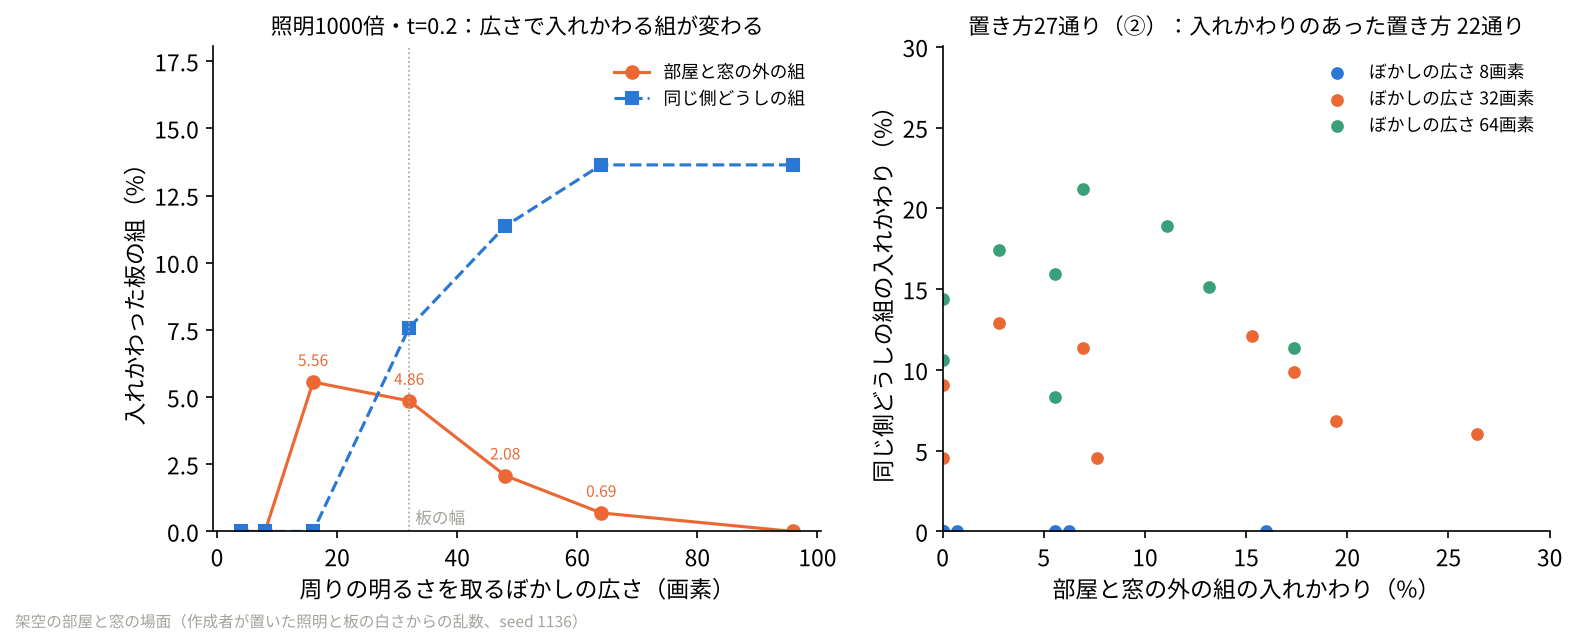 照明1000倍・t=0.2：広さで入れかわる組が変わる
入れかわった板の組（%）
17.5
15.0
12.5
10.0
7.5
5.0
2.5
0.0
部屋と窓の外の組
同じ側どうしの組
5.56
4.86
2.08
0.69
板の幅
0 20 40 60 80 100
周りの明るさを取るぼかしの広さ（画素）
置き方27通り（②）：入れかわりのあった置き方 22通り
同じ側どうしの組の入れかわり（%）
30
25
20
15
10
5
0
ぼかしの広さ 8画素
ぼかしの広さ 32画素
ぼかしの広さ 64画素
0 5 10 15 20 25 30
部屋と窓の外の組の入れかわり（%）
架空の部屋と窓の場面（作成者が置いた照明と板の白さからの乱数、seed 1136）